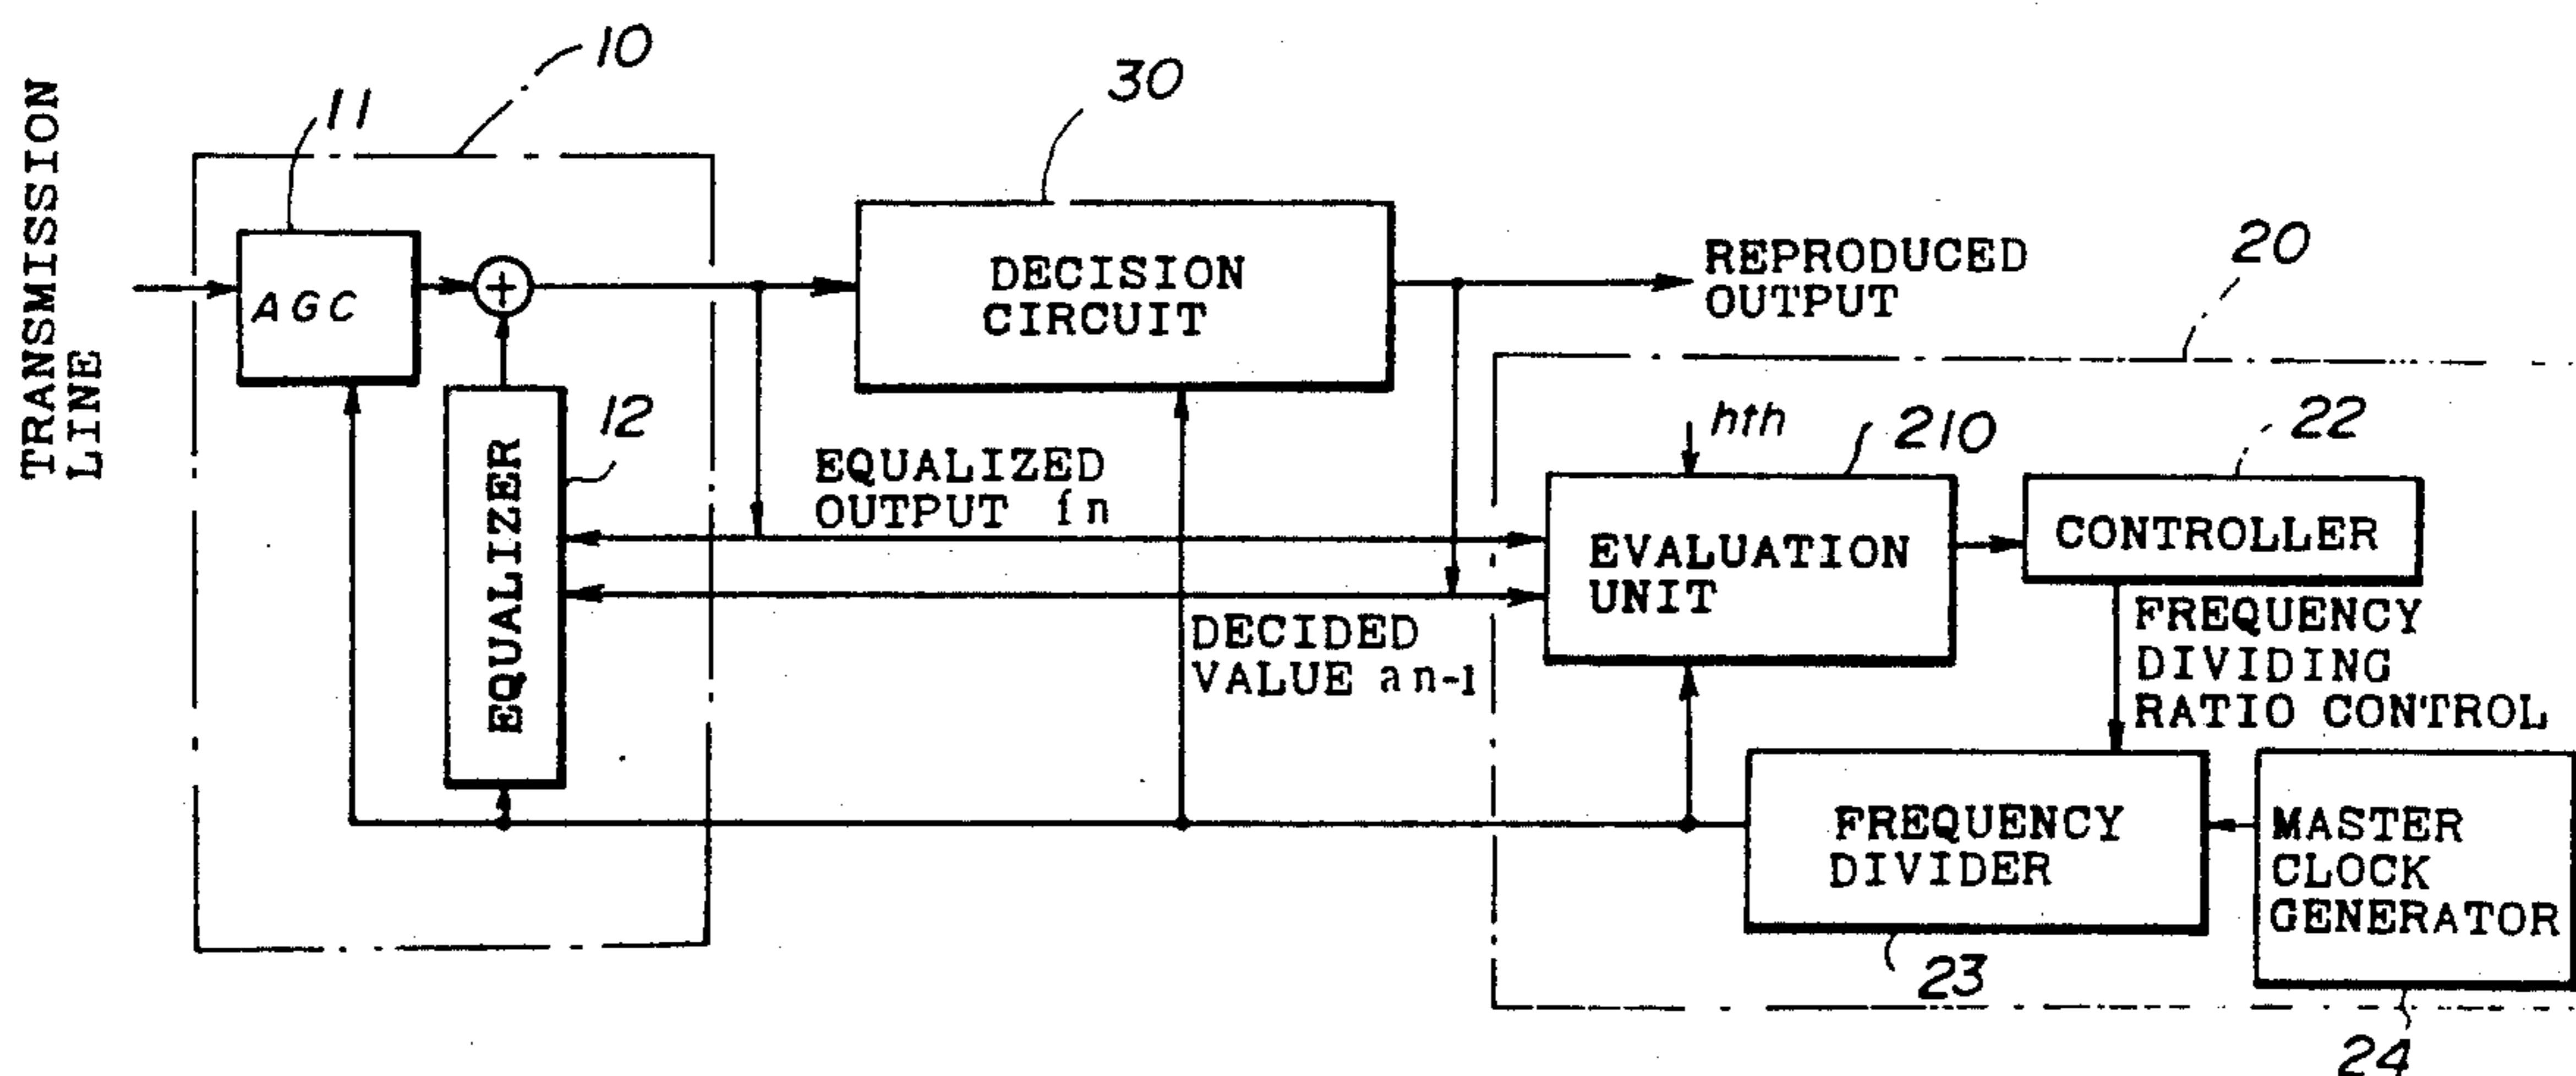 10
11
30
TRANSMISSION
LINE
AGC
+
DECISION
CIRCUIT
REPRODUCED
OUTPUT
20
12
EQUALIZER
EQUALIZED
OUTPUT fn
hth
210
22
EVALUATION
UNIT
CONTROLLER
DECIDED
VALUE an-1
FREQUENCY
DIVIDING
RATIO CONTROL
FREQUENCY
DIVIDER
MASTER
CLOCK
GENERATOR
23
24